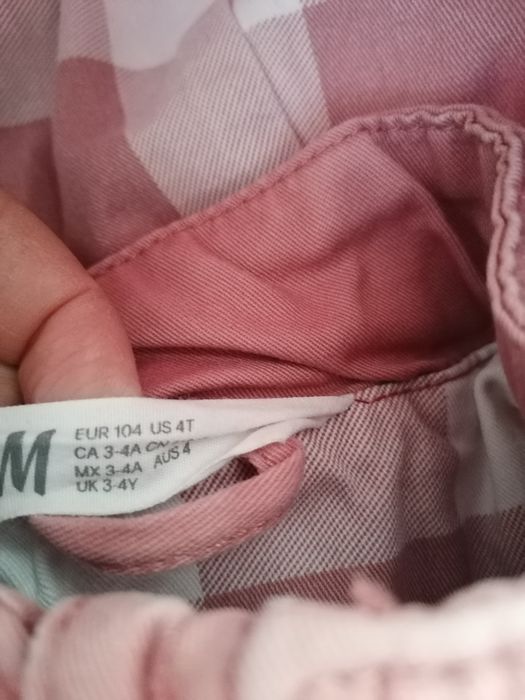 M
EUR 104 US 4T
CA 3-4A
MX 3-4A AUS 4
UK 3-4Y